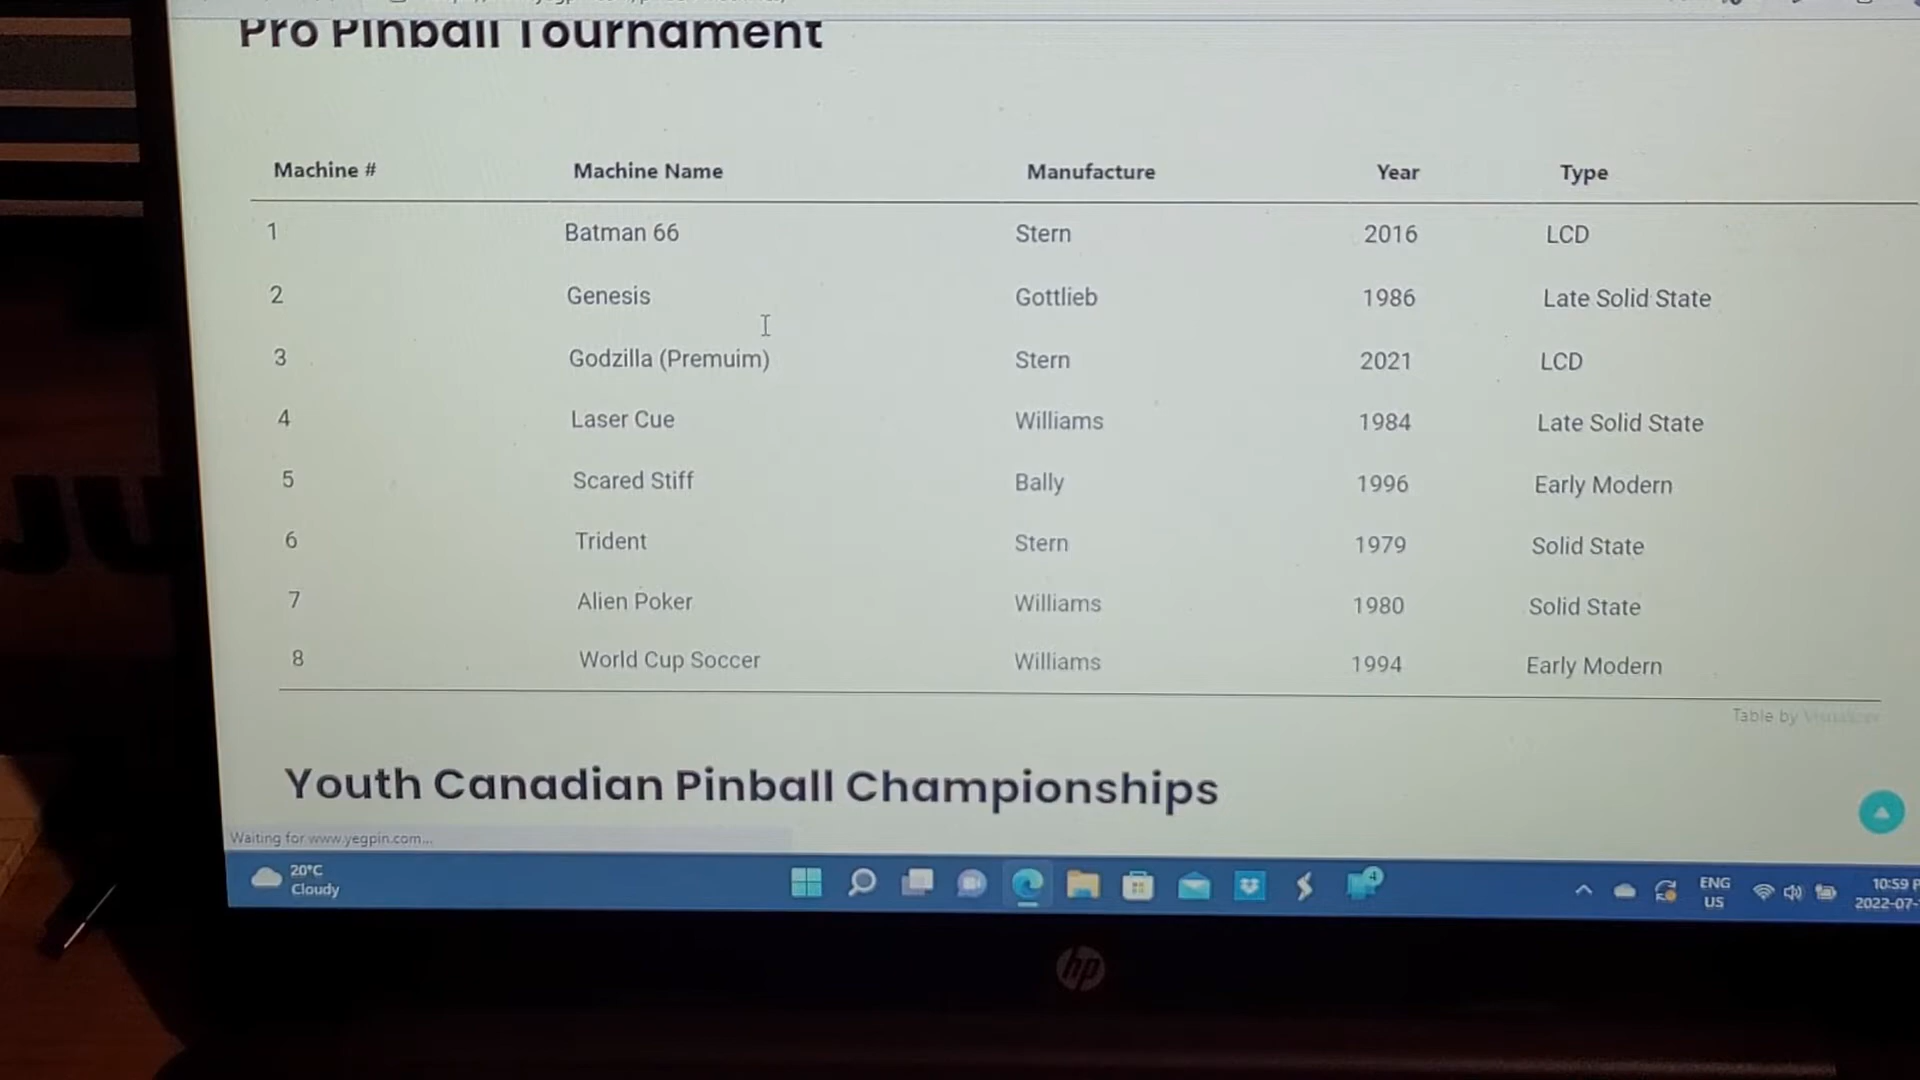 Pro Pinball Tournament
Machine # Machine Name Manufacture Year Type
1 Batman 66 Stern 2016 LCD
2 Genesis Gottlieb 1986 Late Solid State
3 Godzilla (Premuim) Stern 2021 LCD
4 Laser Cue Williams 1984 Late Solid State
5 Scared Stiff Bally 1996 Early Modern
6 Trident Stern 1979 Solid State
7 Alien Poker Williams 1980 Solid State
8 World Cup Soccer Williams 1994 Early Modern
Table by Visualizer
Youth Canadian Pinball Championships
Waiting for www.yegpin.com...
20°C
Cloudy
4
ENG
US
10:59 P
2022-07-
hp
JU